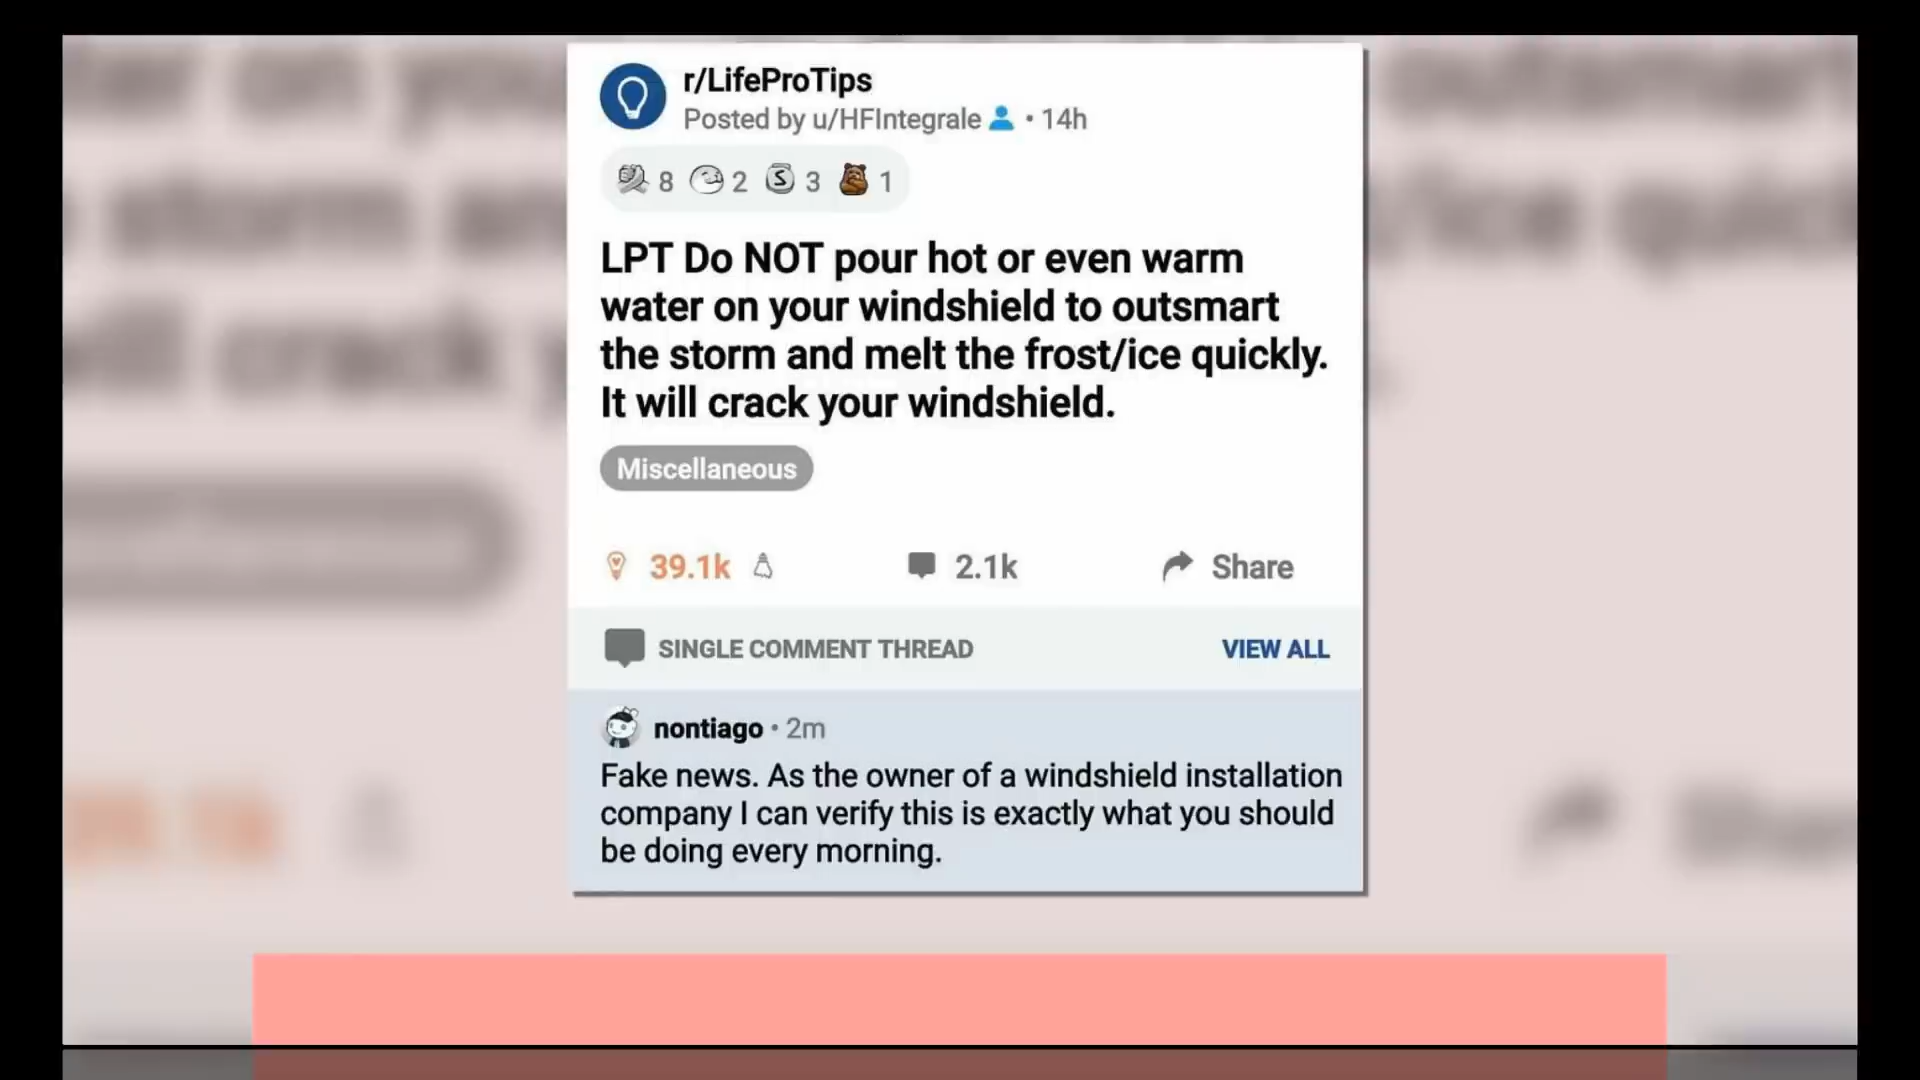 r/LifeProTips
Posted by u/HFIntegrale • 14h
8 2 3 1
LPT Do NOT pour hot or even warm
water on your windshield to outsmart
the storm and melt the frost/ice quickly.
It will crack your windshield.
Miscellaneous
39.1k 2.1k Share
SINGLE COMMENT THREAD VIEW ALL
nontiago • 2m
Fake news. As the owner of a windshield installation
company I can verify this is exactly what you should
be doing every morning.